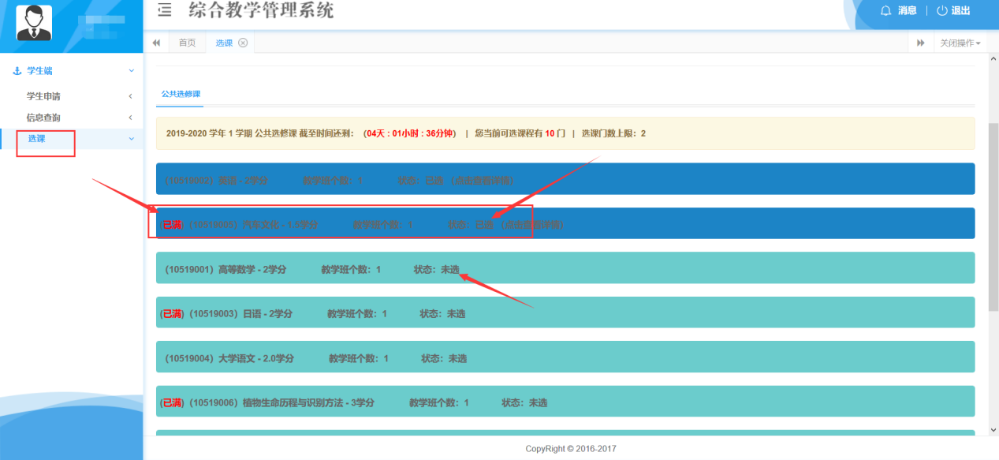 综合教学管理系统
消息 | 退出
首页 选课 关闭操作
学生端
学生申请
信息查询
选课
公共选修课
2019-2020 学年 1 学期 公共选修课 截至时间还剩：（04天 : 01小时 : 36分钟） | 您当前可选课程有 10 门 | 选课门数上限：2
（10519002）英语 - 2学分 教学班个数：1 状态：已选 （点击查看详情）
(已满)（10519005）汽车文化 - 1.5学分 教学班个数：1 状态：已选 （点击查看详情）
（10519001）高等数学 - 2学分 教学班个数：1 状态：未选
(已满)（10519003）日语 - 2学分 教学班个数：1 状态：未选
（10519004）大学语文 - 2.0学分 教学班个数：1 状态：未选
(已满)（10519006）植物生命历程与识别方法 - 3学分 教学班个数：1 状态：未选
CopyRight © 2016-2017